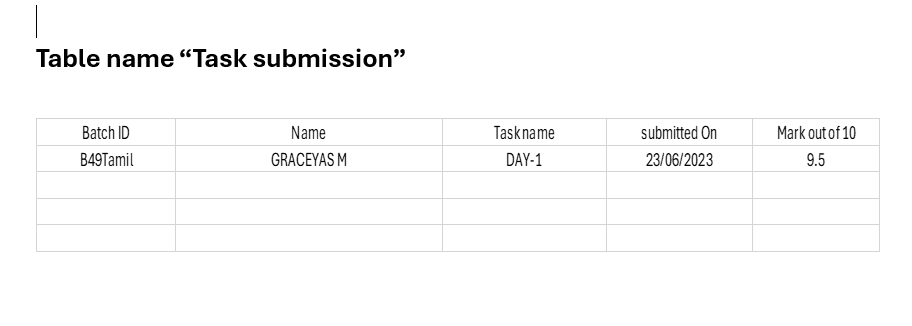 Table name “Task submission”
Batch ID Name Task name submitted On Mark out of 10
B49Tamil GRACEYAS M DAY-1 23/06/2023 9.5